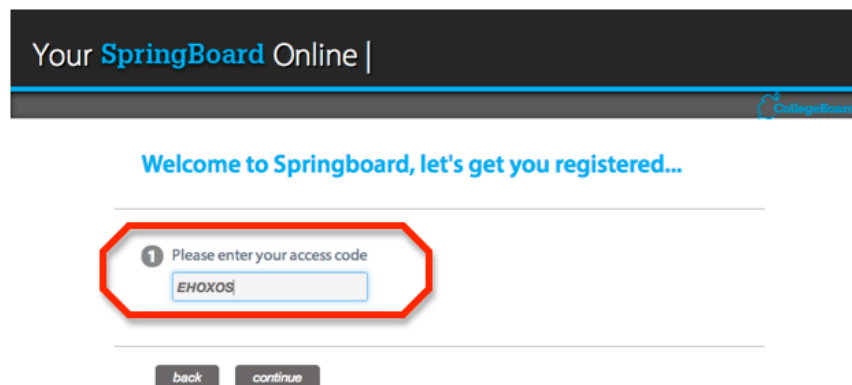 Your SpringBoard Online |
CollegeBoard
Welcome to Springboard, let's get you registered...
1 Please enter your access code
EHOXOS
back continue